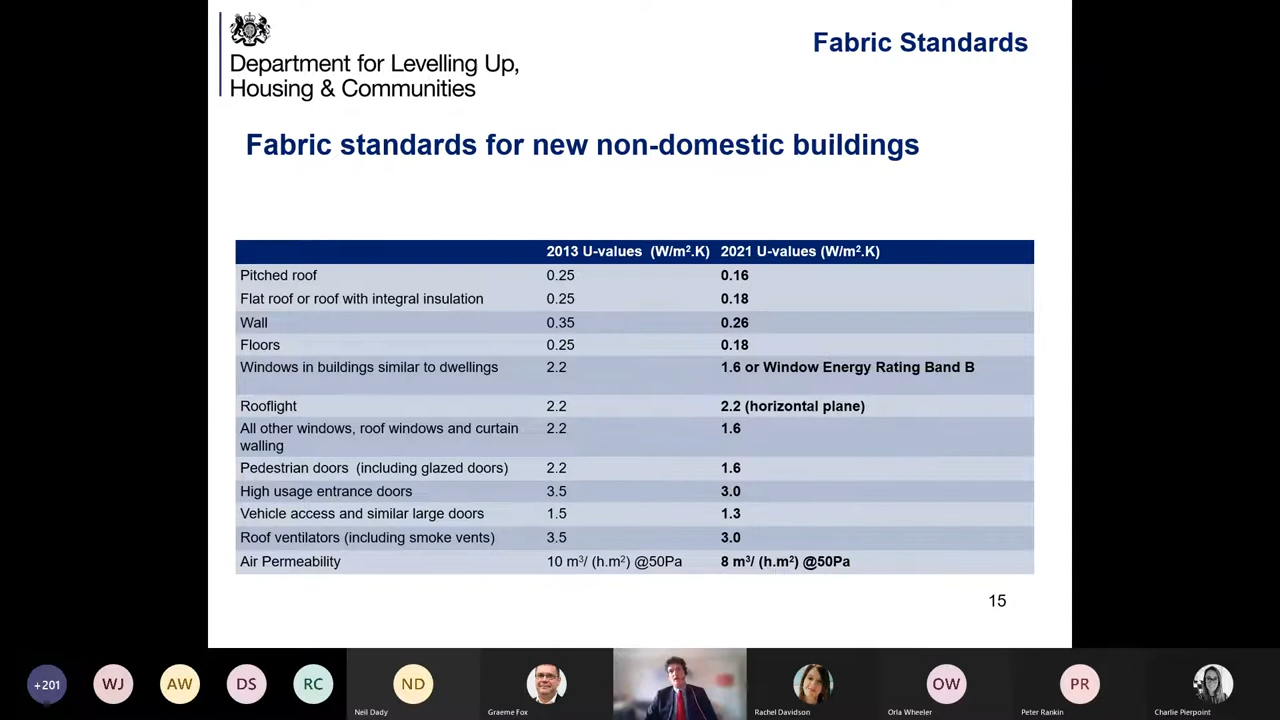 Department for Levelling Up,
Housing & Communities
Fabric Standards
Fabric standards for new non-domestic buildings
2013 U-values (W/m².K) 2021 U-values (W/m².K)
Pitched roof 0.25 0.16
Flat roof or roof with integral insulation 0.25 0.18
Wall 0.35 0.26
Floors 0.25 0.18
Windows in buildings similar to dwellings 2.2 1.6 or Window Energy Rating Band B
Rooflight 2.2 2.2 (horizontal plane)
All other windows, roof windows and curtain 2.2 1.6
walling
Pedestrian doors (including glazed doors) 2.2 1.6
High usage entrance doors 3.5 3.0
Vehicle access and similar large doors 1.5 1.3
Roof ventilators (including smoke vents) 3.5 3.0
Air Permeability 10 m³/ (h.m²) @50Pa 8 m³/ (h.m²) @50Pa
15
+201 WJ AW DS RC ND OW PR
Neil Dady Graeme Fox Rachel Davidson Orla Wheeler Peter Rankin Charlie Pierpoint